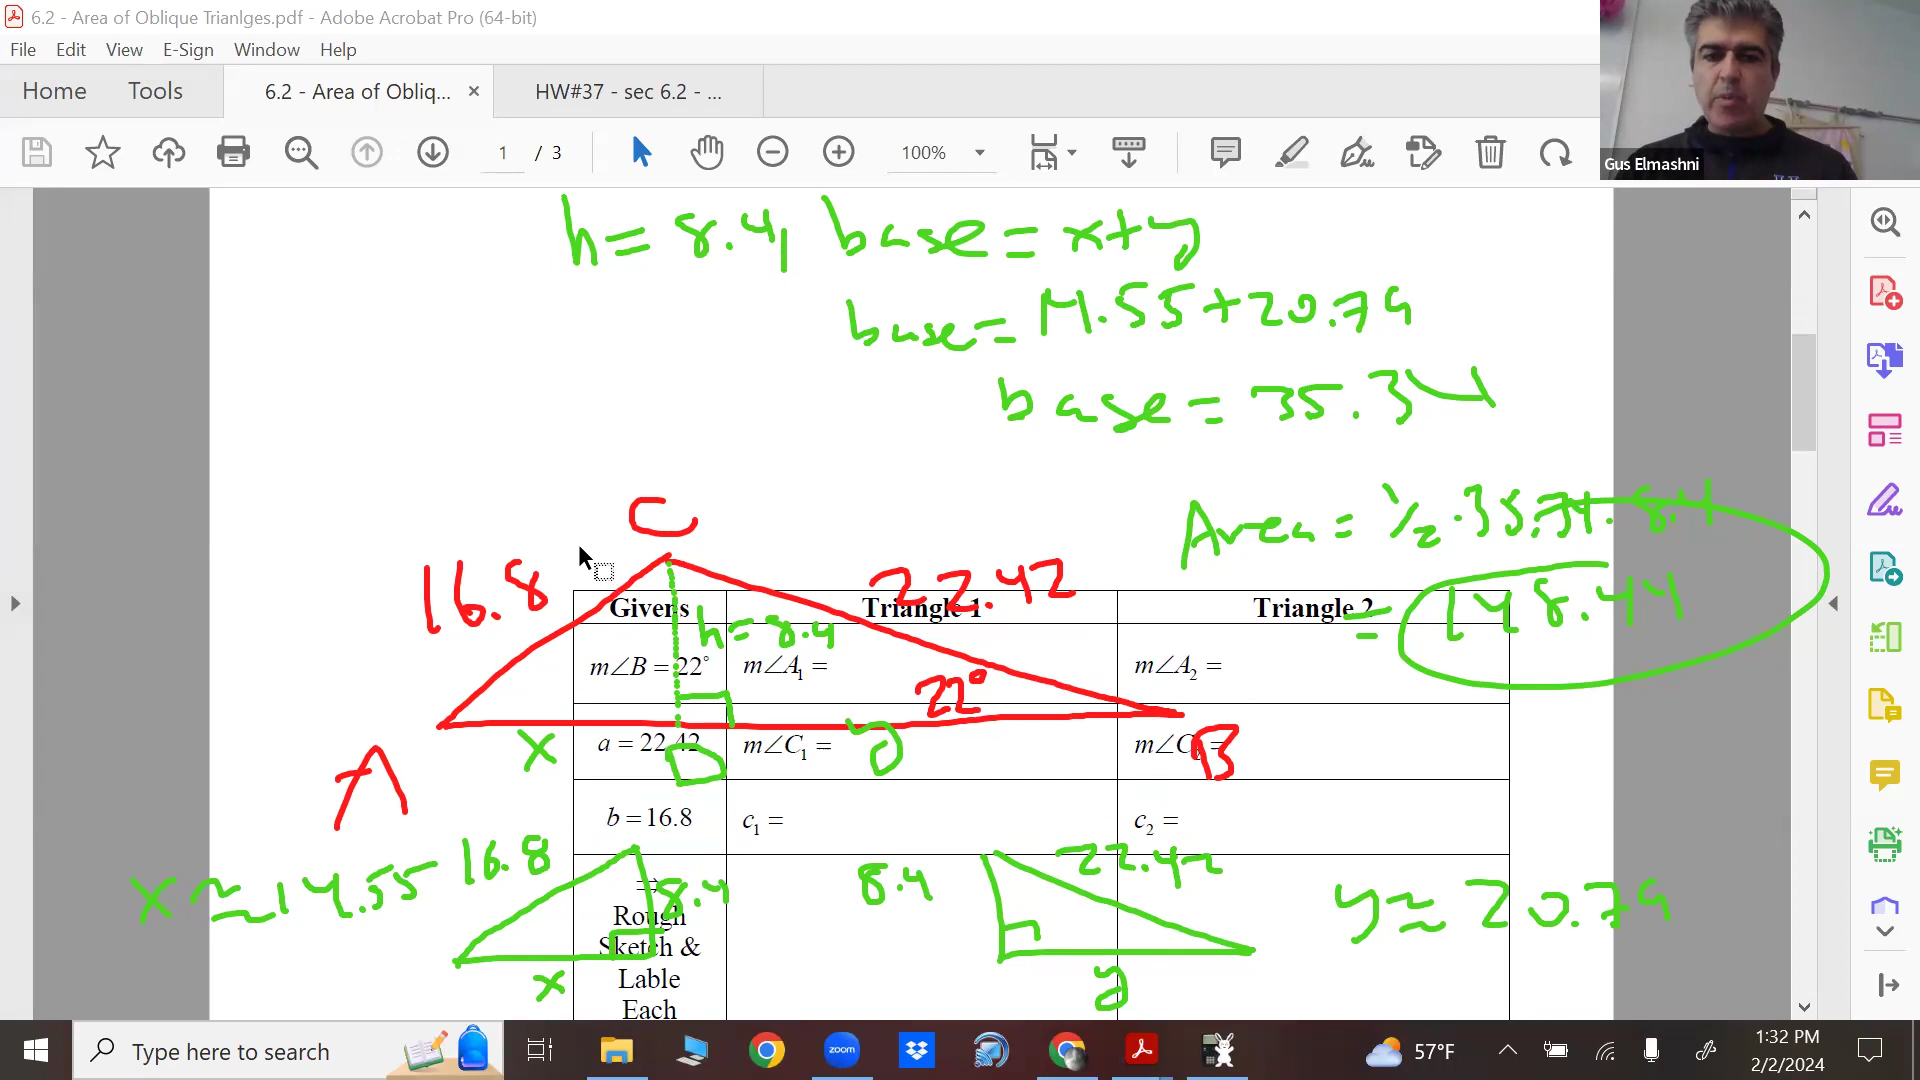 6.2 - Area of Oblique Trianlges.pdf - Adobe Acrobat Pro (64-bit)
File Edit View E-Sign Window Help
Home Tools 6.2 - Area of Obliq... × HW#37 - sec 6.2 - ...
1 / 3 100%
Gus Elmashni
h = 8.4, base = x+y
base = 14.55 + 20.79
base = 35.34
Area = 1/2 · 35.34 · 8.4
= 148.44
C
16.8 22.42
Givens Triangle 1 Triangle 2
h = 8.4
m∠B = 22° m∠A₁ = m∠A₂ =
22°
a = 22.42 m∠C₁ = m∠C₂ =
x D y B
A
b = 16.8 c₁ = c₂ =
x ≈ 14.55 16.8 8.4 8.4 22.42 y ≈ 20.79
⇒
Rough
Sketch &
Lable
Each
x y
Type here to search
zoom
57°F
1:32 PM
2/2/2024